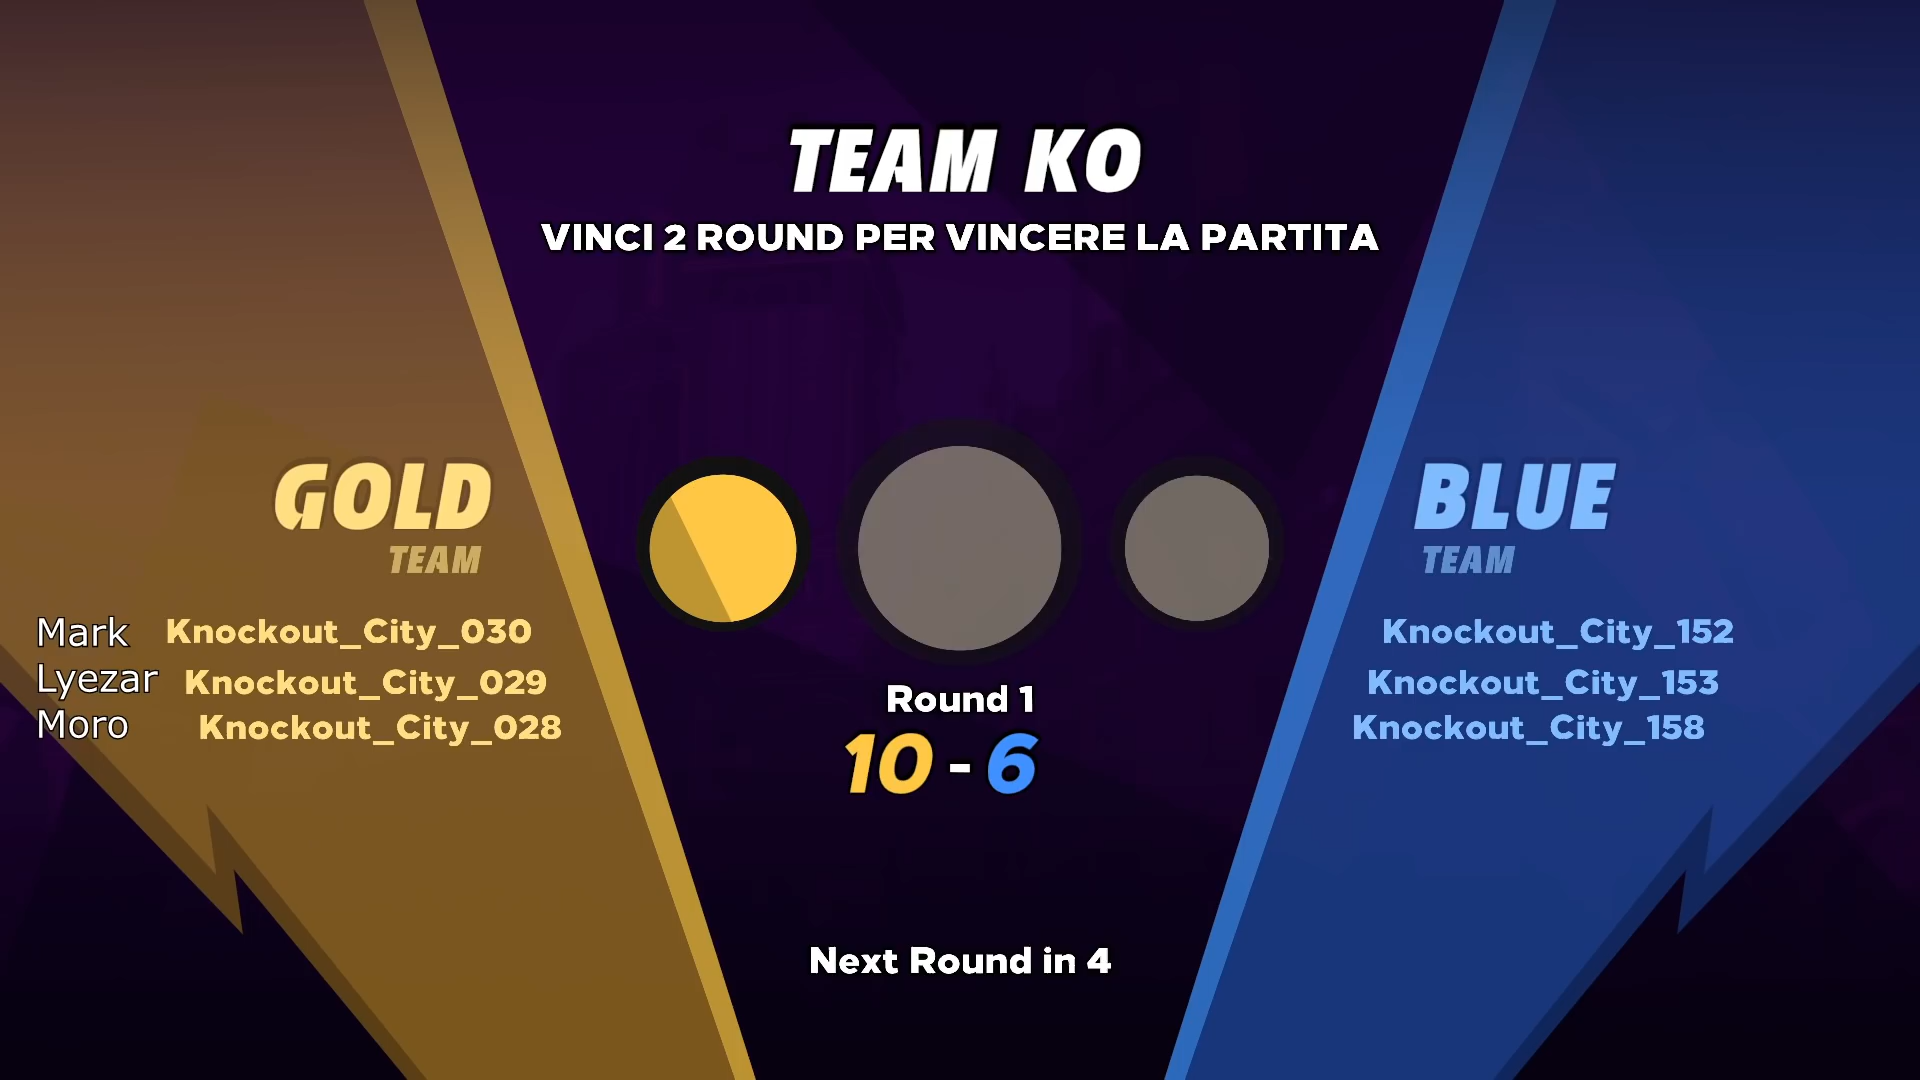 TEAM KO
VINCI 2 ROUND PER VINCERE LA PARTITA
GOLD
TEAM
Mark Knockout_City_030
Lyezar Knockout_City_029
Moro Knockout_City_028
Round 1
10 - 6
BLUE
TEAM
Knockout_City_152
Knockout_City_153
Knockout_City_158
Next Round in 4